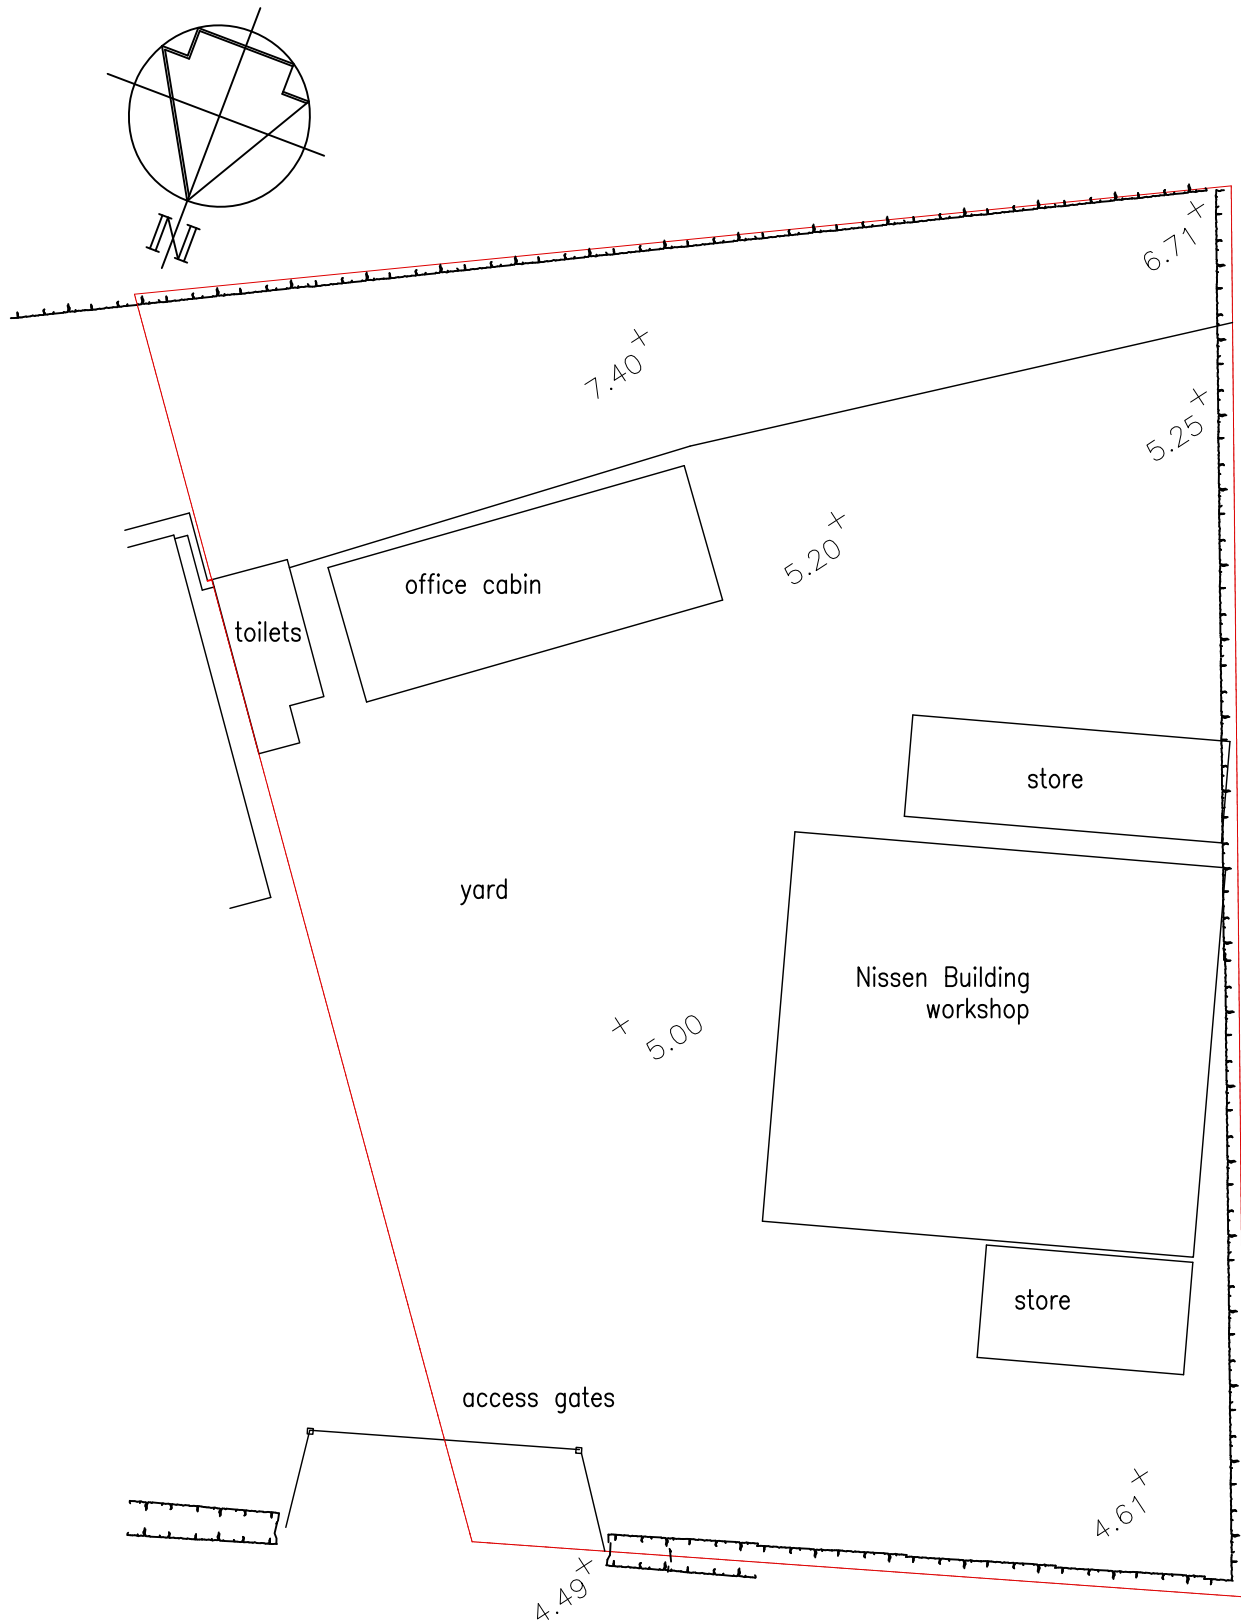 N
6.71
7.40
5.25
5.20
office cabin
toilets
store
yard
Nissen Building
workshop
5.00
store
access gates
4.61
4.49